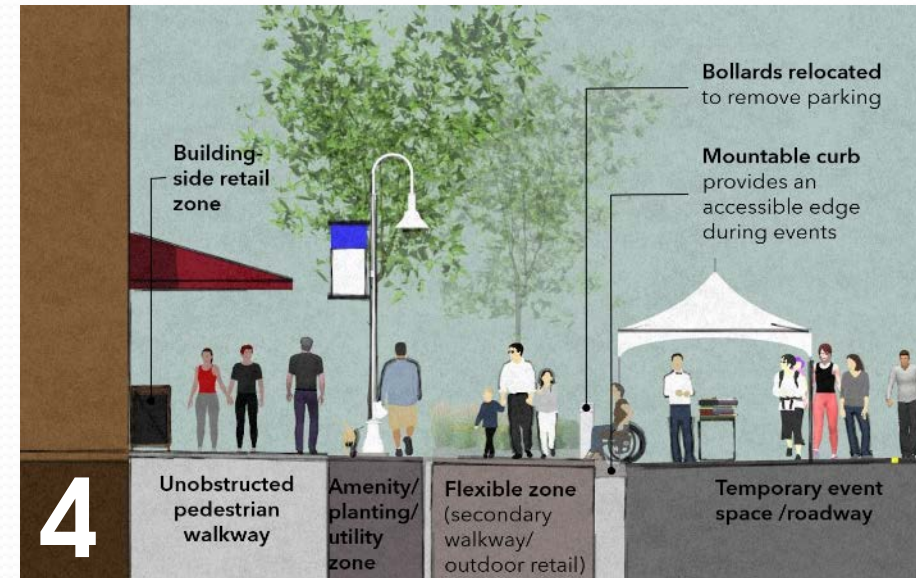 Building-
side retail
zone
Bollards relocated
to remove parking
Mountable curb
provides an
accessible edge
during events
4
Unobstructed
pedestrian
walkway
Amenity/
planting/
utility
zone
Flexible zone
(secondary
walkway/
outdoor retail)
Temporary event
space /roadway